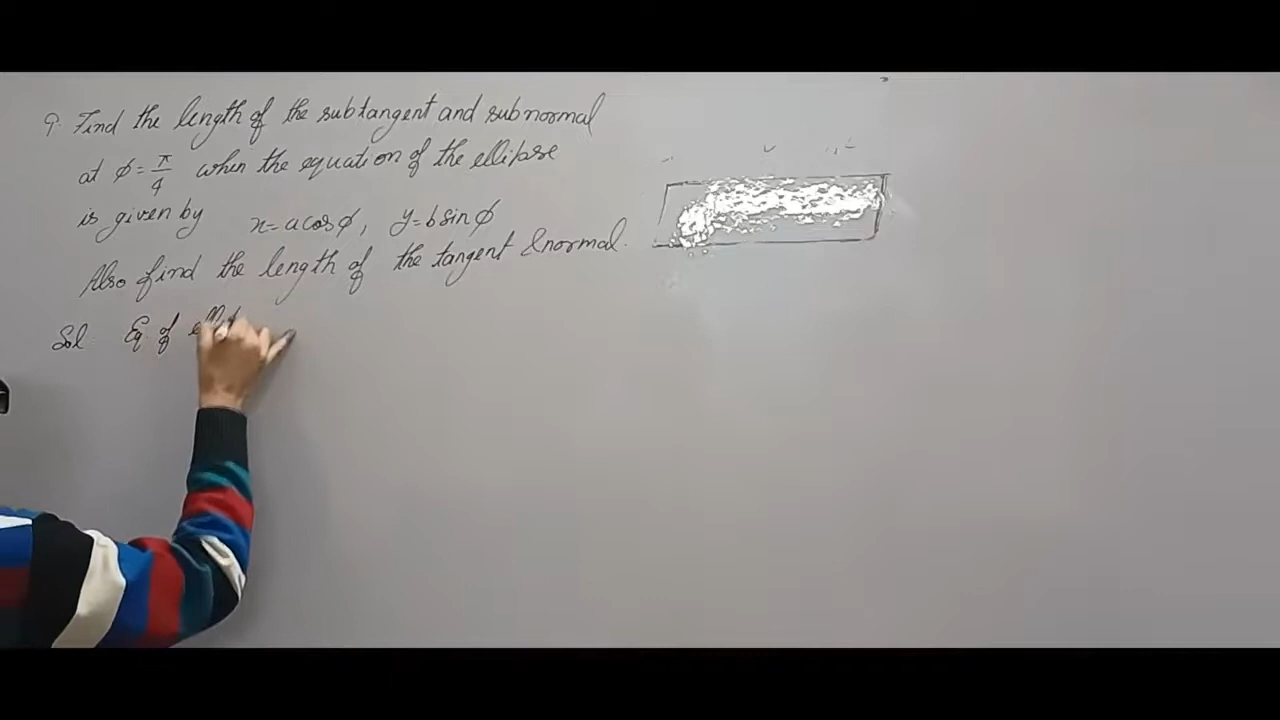 Q. Find the length of the subtangent and subnormal
at φ = π/4 when the equation of the ellipse
is given by x = a cos φ, y = b sin φ
Also find the length of the tangent & normal.
Sol. Eq. of